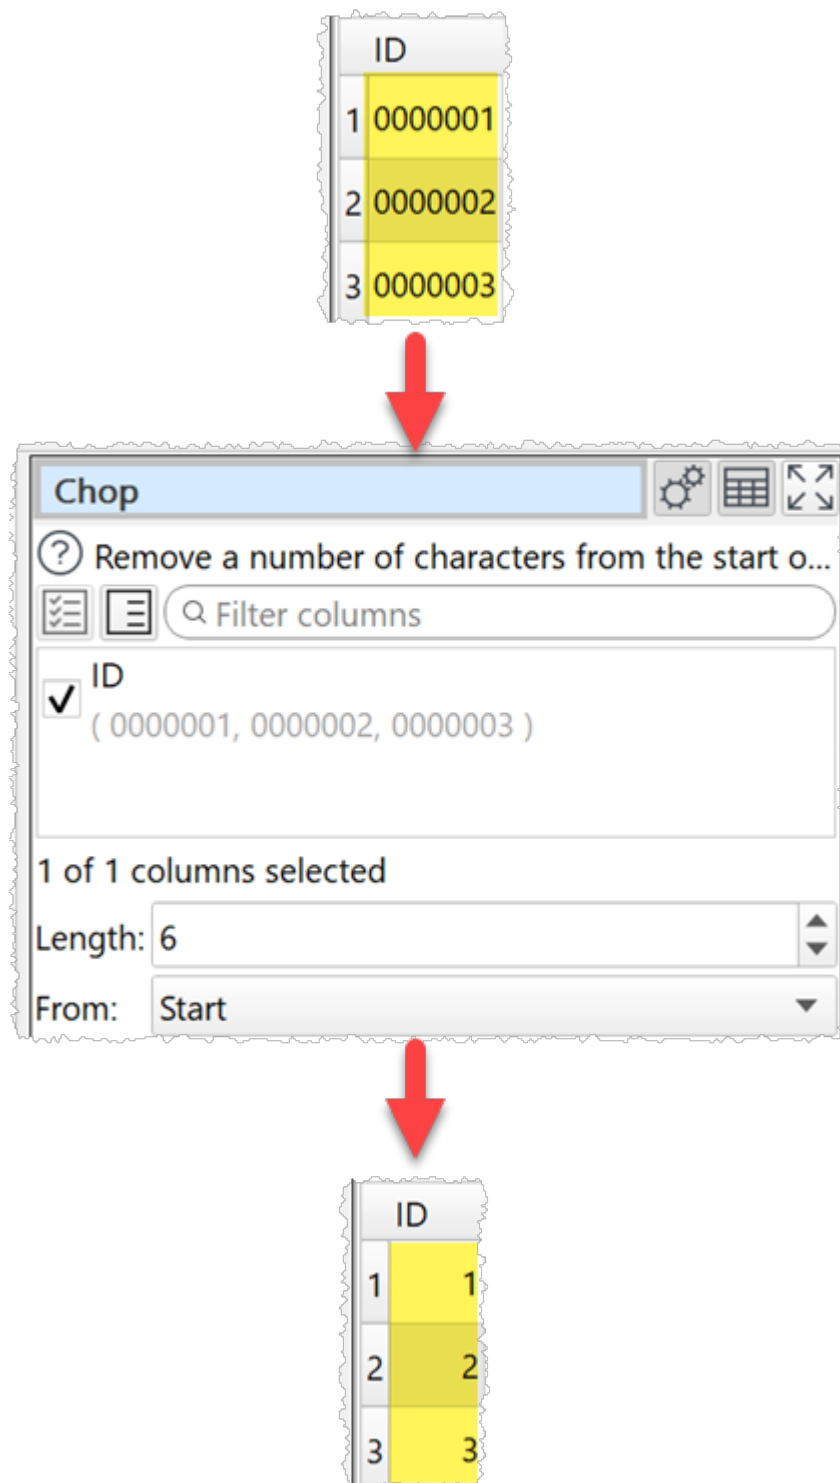 ID
1 0000001
2 0000002
3 0000003
Chop
? Remove a number of characters from the start o...
Filter columns
ID
( 0000001, 0000002, 0000003 )
1 of 1 columns selected
Length: 6
From: Start
ID
1 1
2 2
3 3